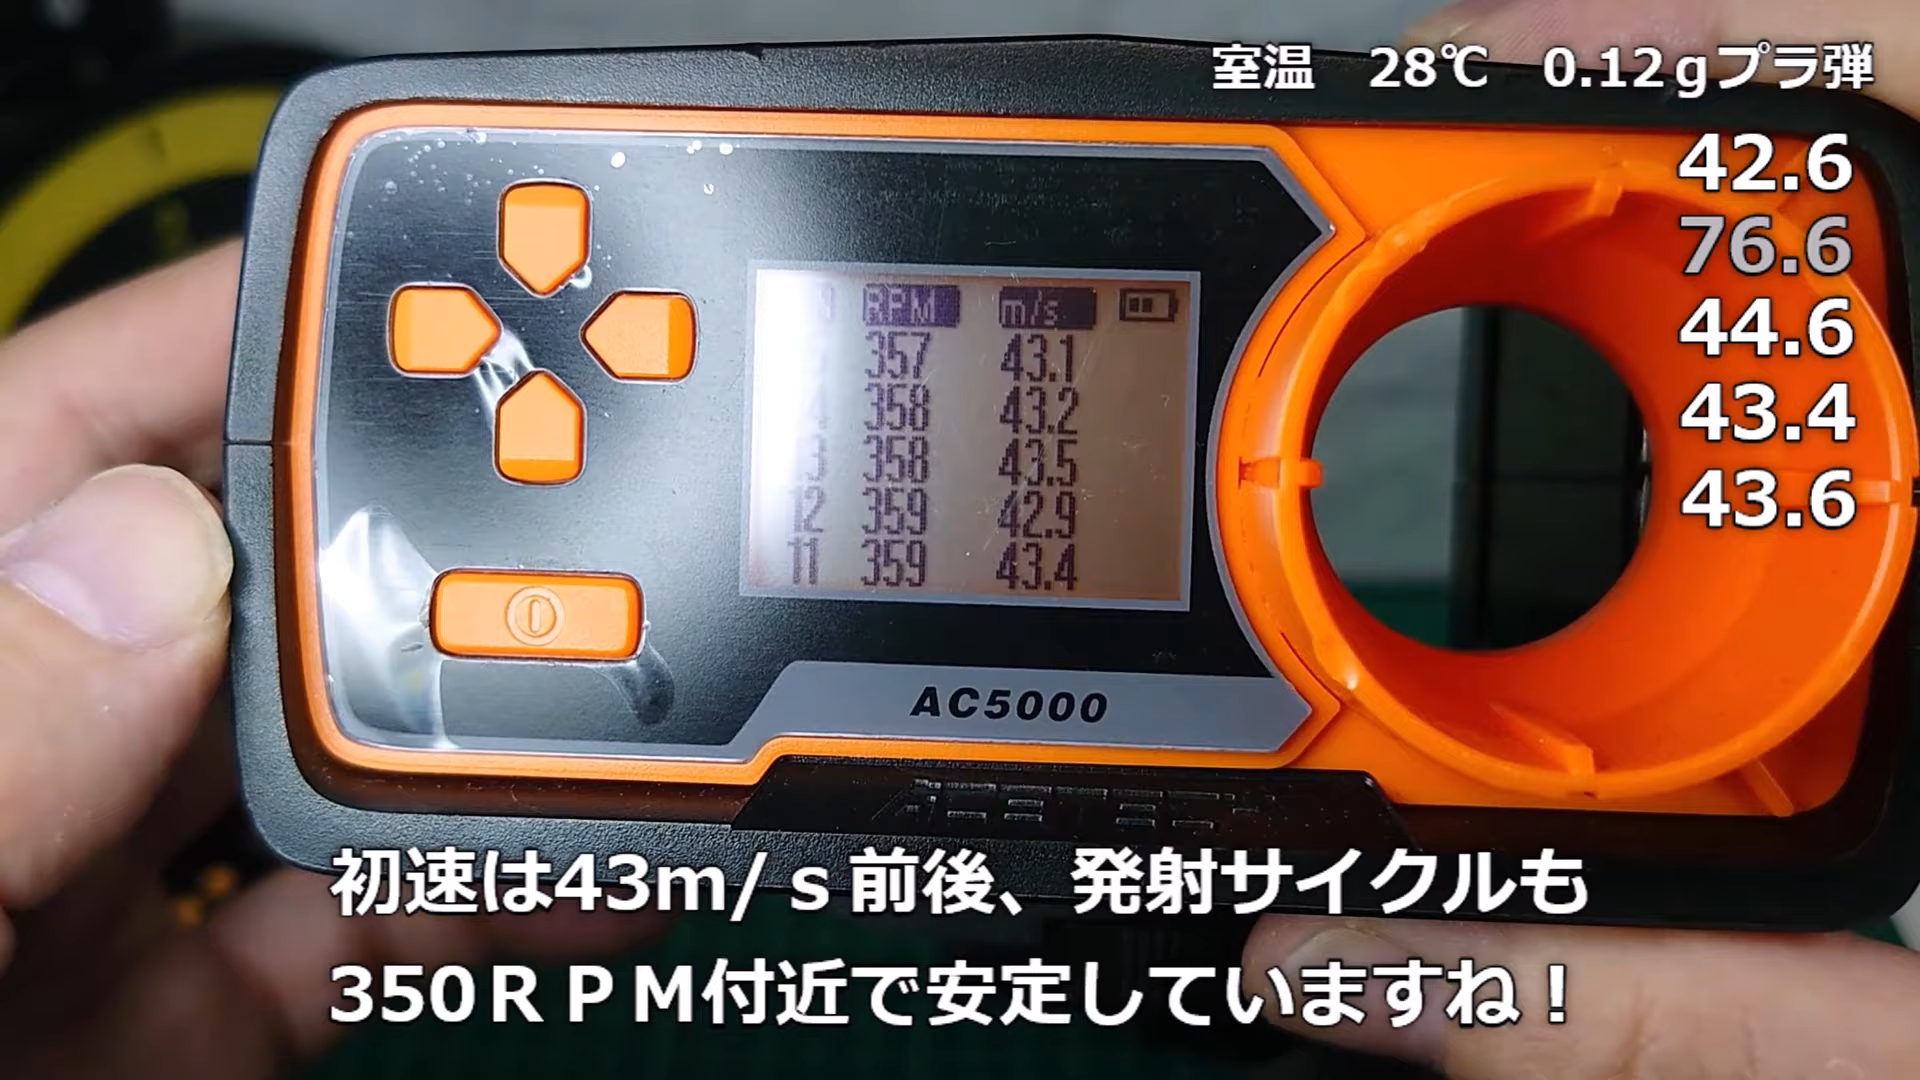 室温　28℃　0.12gプラ弾
42.6
76.6
44.6
43.4
43.6
RPM m/s
357 43.1
358 43.2
3 358 43.5
12 359 42.9
11 359 43.4
AC5000
ACETECH
初速は43m/s前後、発射サイクルも
350RPM付近で安定していますね！